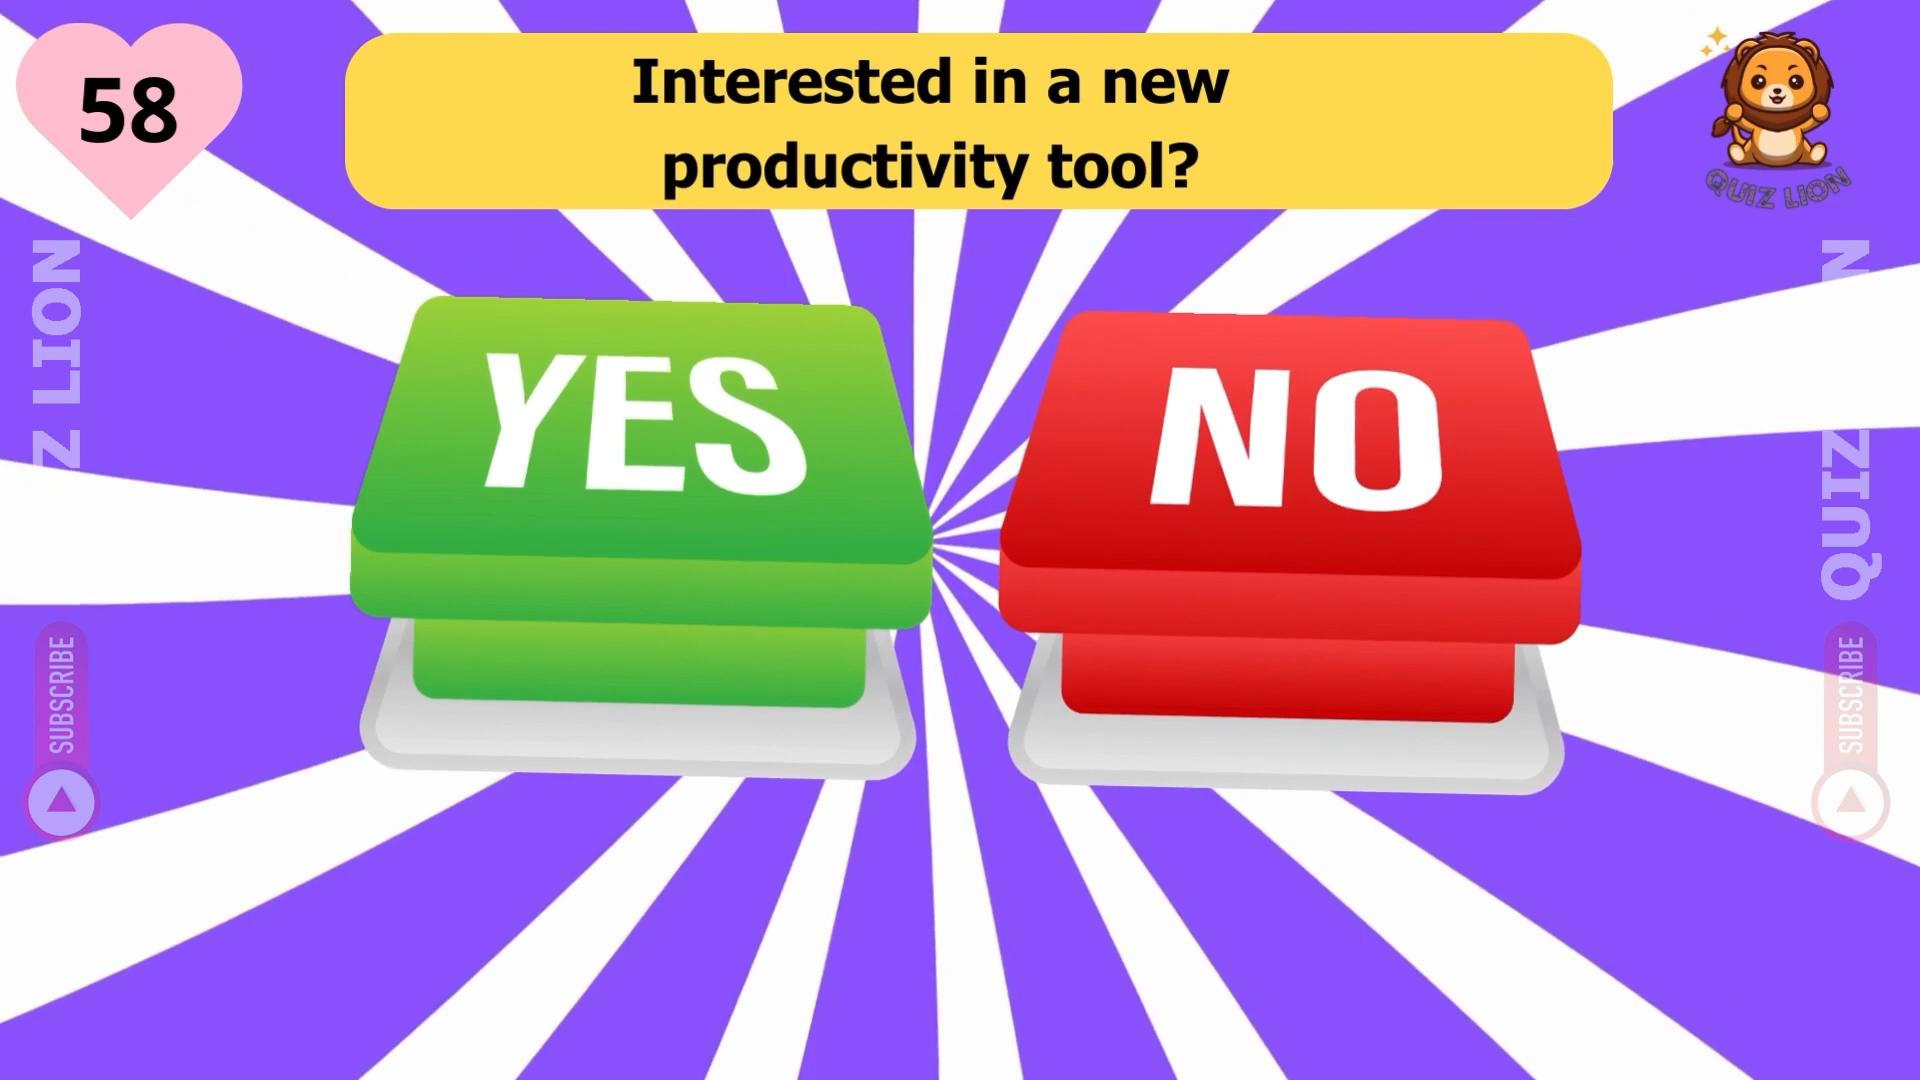 58
Interested in a new
productivity tool?
QUIZ LION
Z LION
N
QUIZ
YES
NO
SUBSCRIBE
SUBSCRIBE